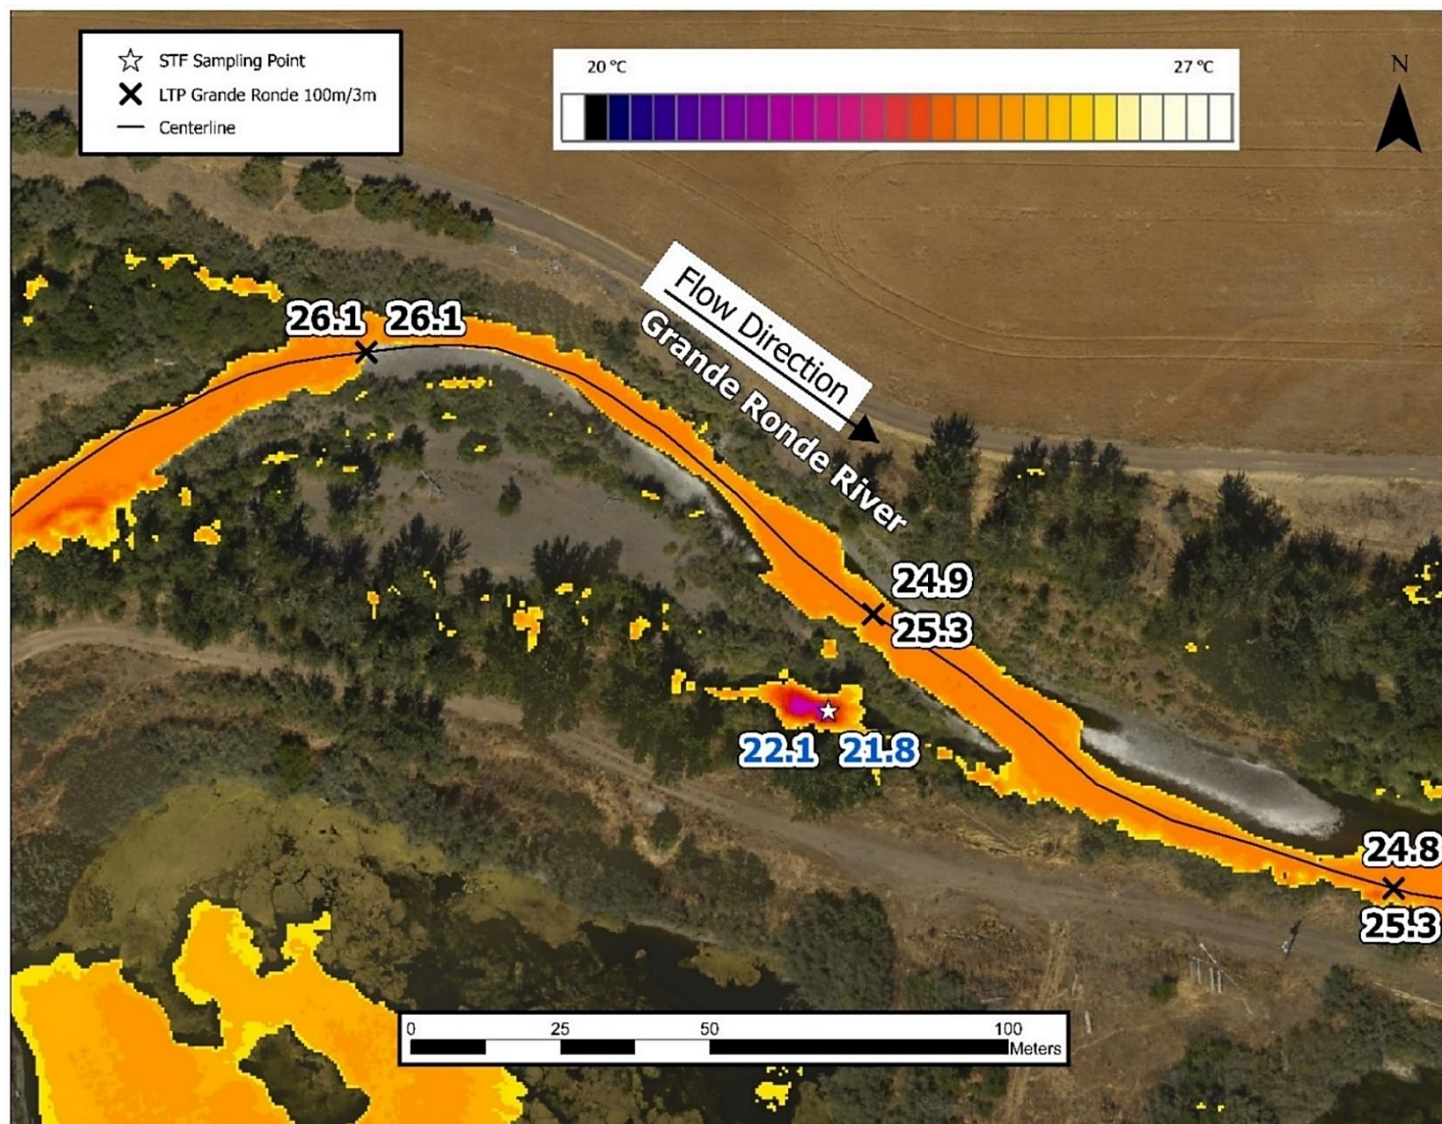 STF Sampling Point
LTP Grande Ronde 100m/3m
Centerline
20 °C
27 °C
N
Flow Direction
Grande Ronde River
26.1 26.1
24.9
25.3
22.1 21.8
24.8
25.3
0 25 50 100
Meters